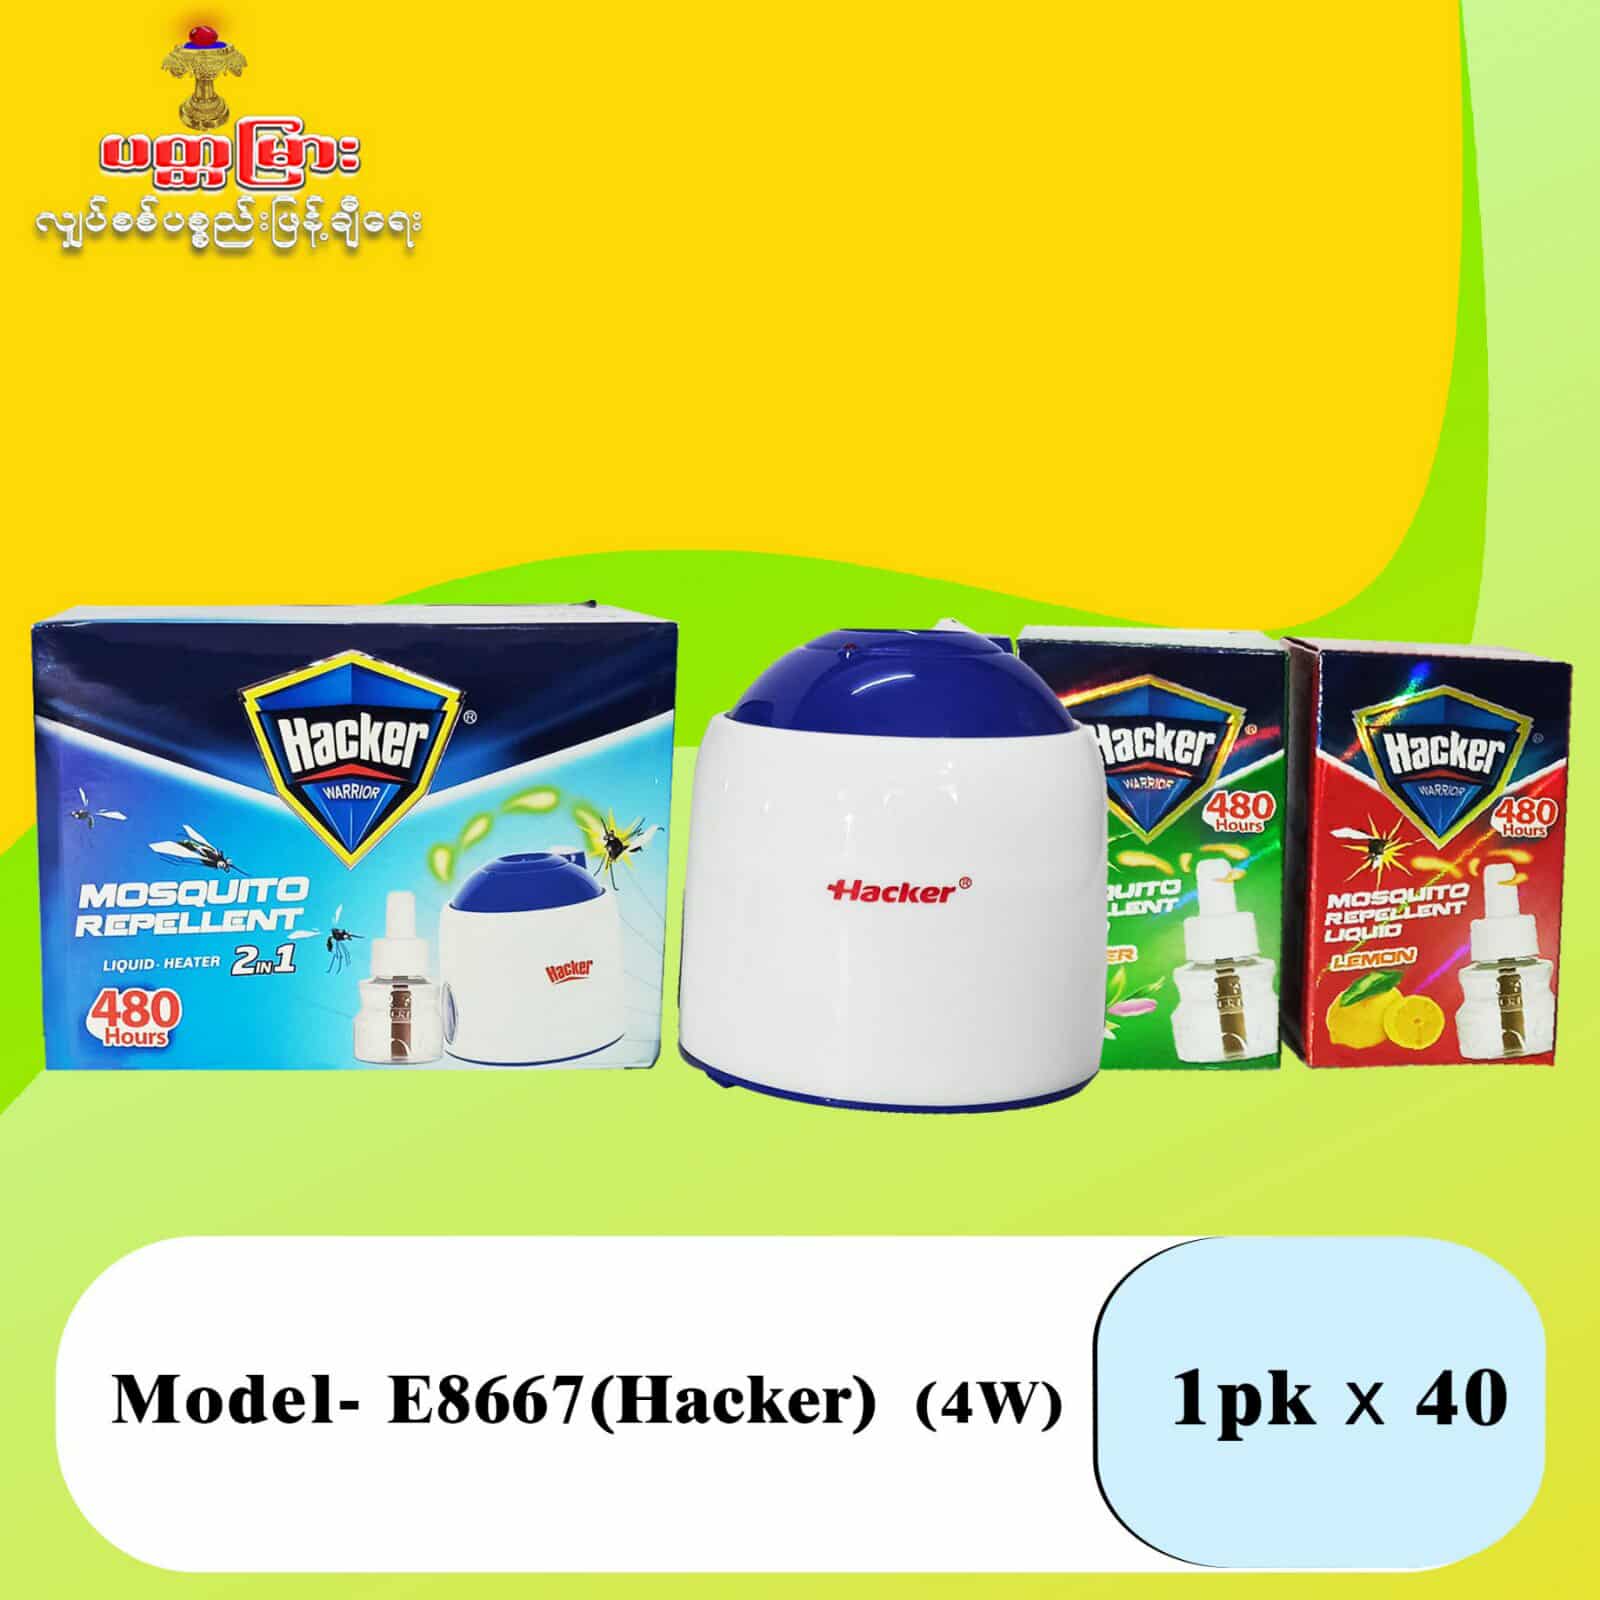 ပတ္တမြား
လျှပ်စစ်ပစ္စည်းဖြန့်ချီရေး
Hacker®
WARRIOR
MOSQUITO
REPELLENT
LIQUID- HEATER 2IN1
480
Hours
Hacker
Hacker®
Hacker®
WARRIOR
480
Hours
Hacker
WARRIOR
480
Hours
MOSQUITO
REPELLENT
LIQUID
LEMON
Model- E8667(Hacker) (4W)
1pk x 40